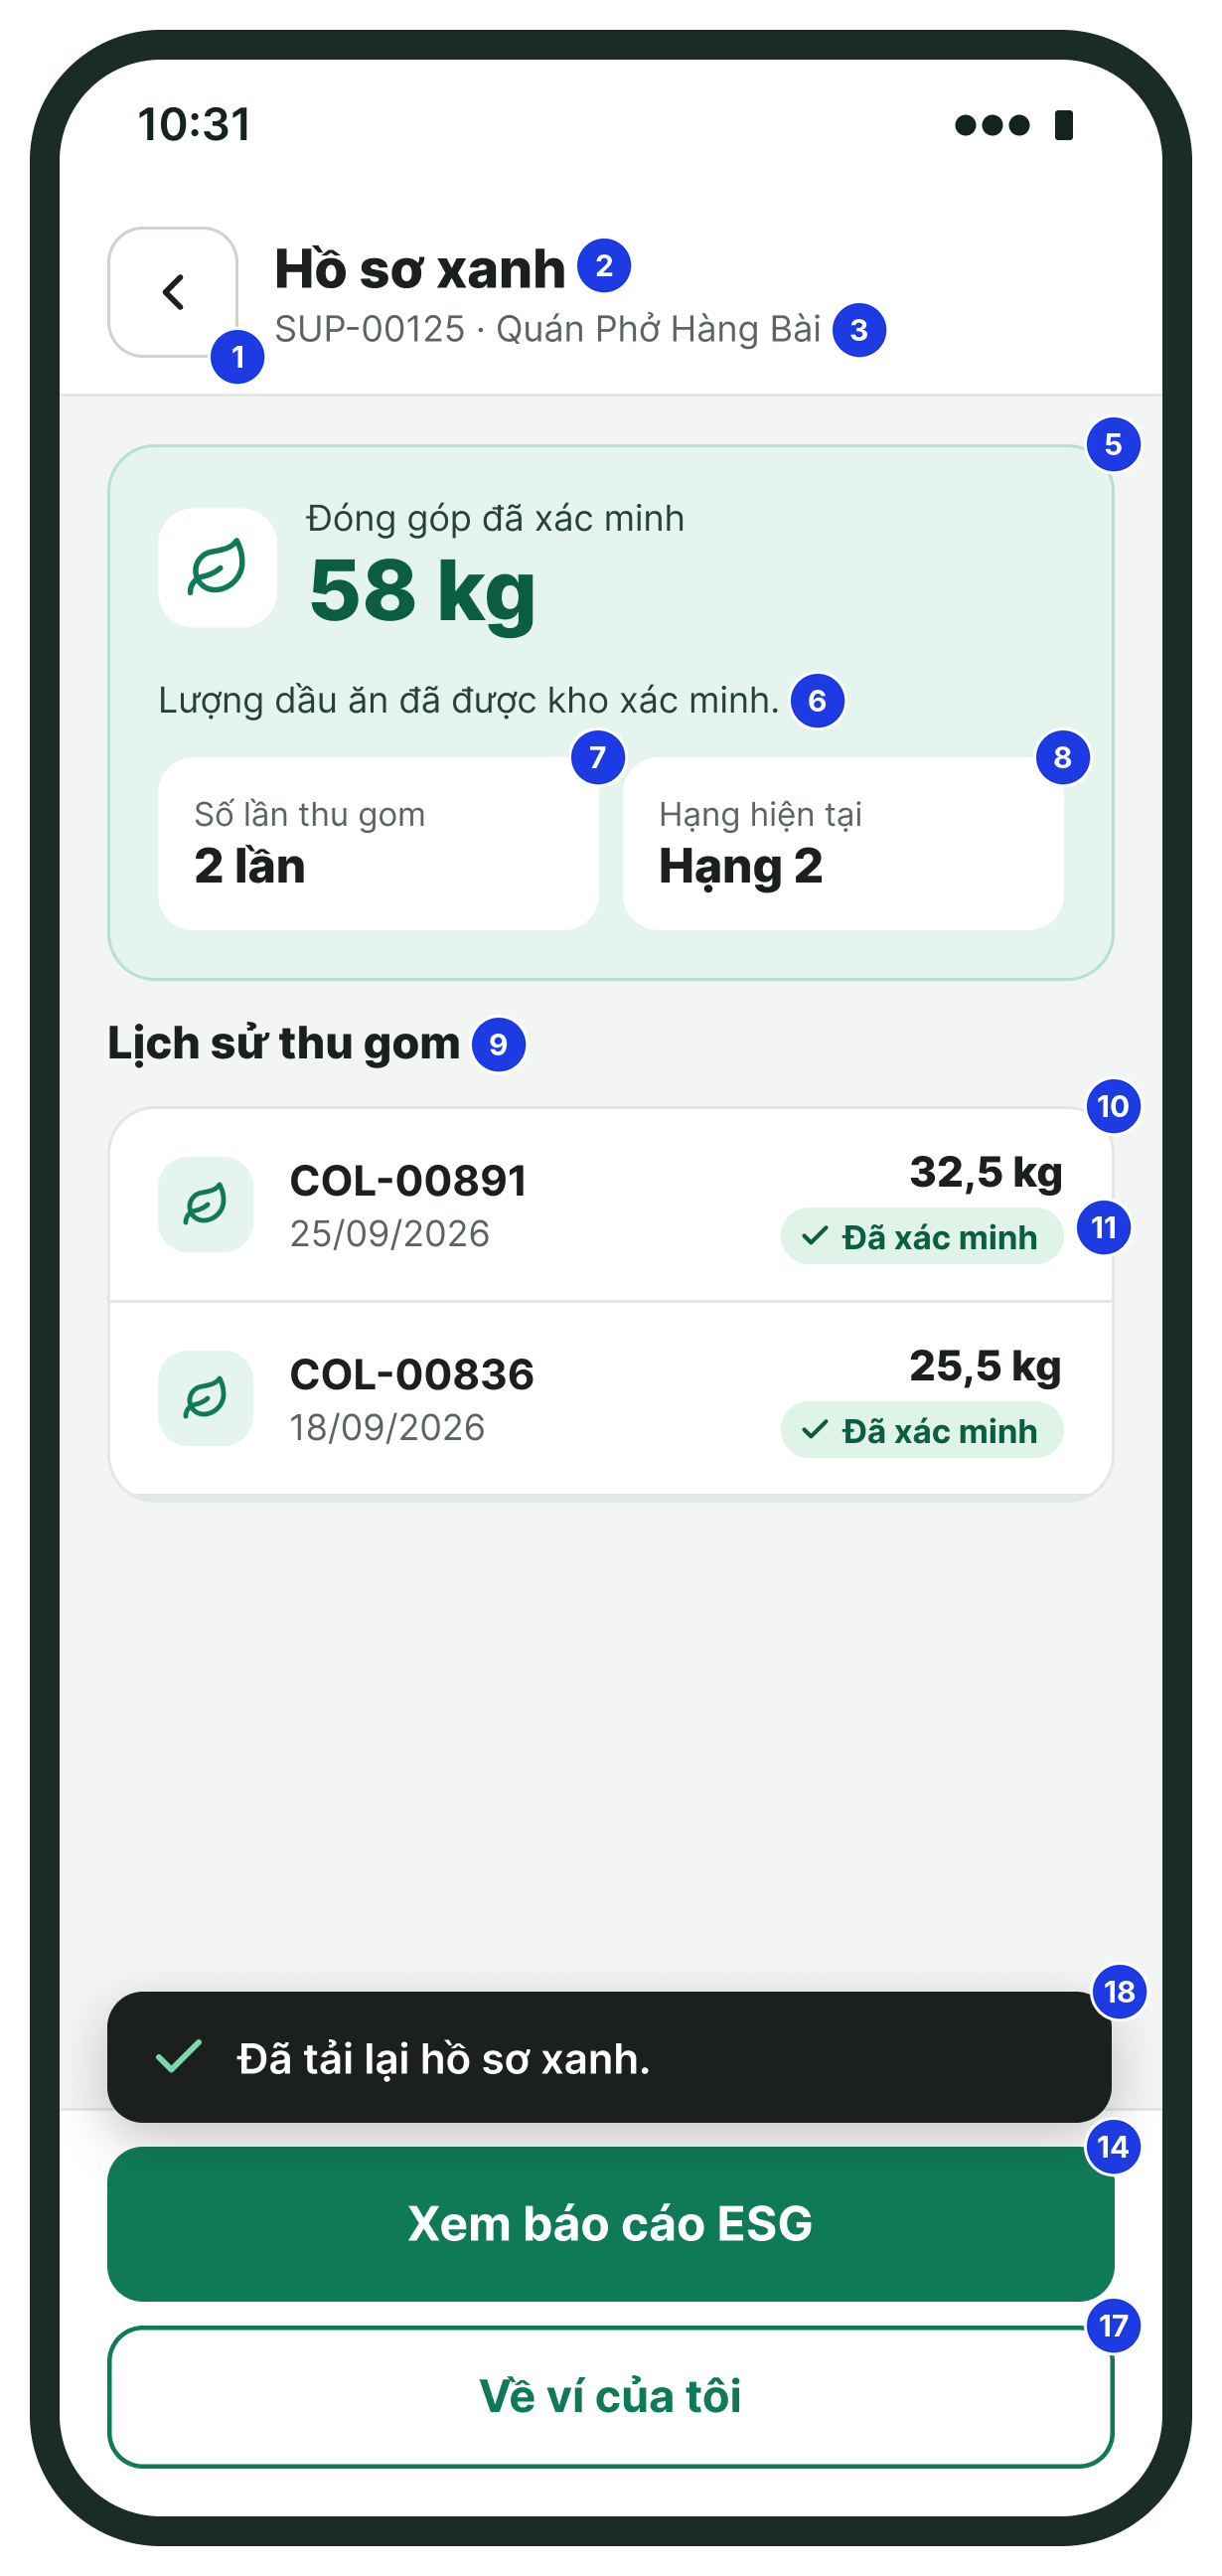 10:31
Hồ sơ xanh 2
SUP-00125 · Quán Phở Hàng Bài 3
1
5
Đóng góp đã xác minh
58 kg
Lượng dầu ăn đã được kho xác minh. 6
7
8
Số lần thu gom
2 lần
Hạng hiện tại
Hạng 2
Lịch sử thu gom 9
10
COL-00891
25/09/2026
32,5 kg
Đã xác minh
11
COL-00836
18/09/2026
25,5 kg
Đã xác minh
18
Đã tải lại hồ sơ xanh.
14
Xem báo cáo ESG
17
Về ví của tôi